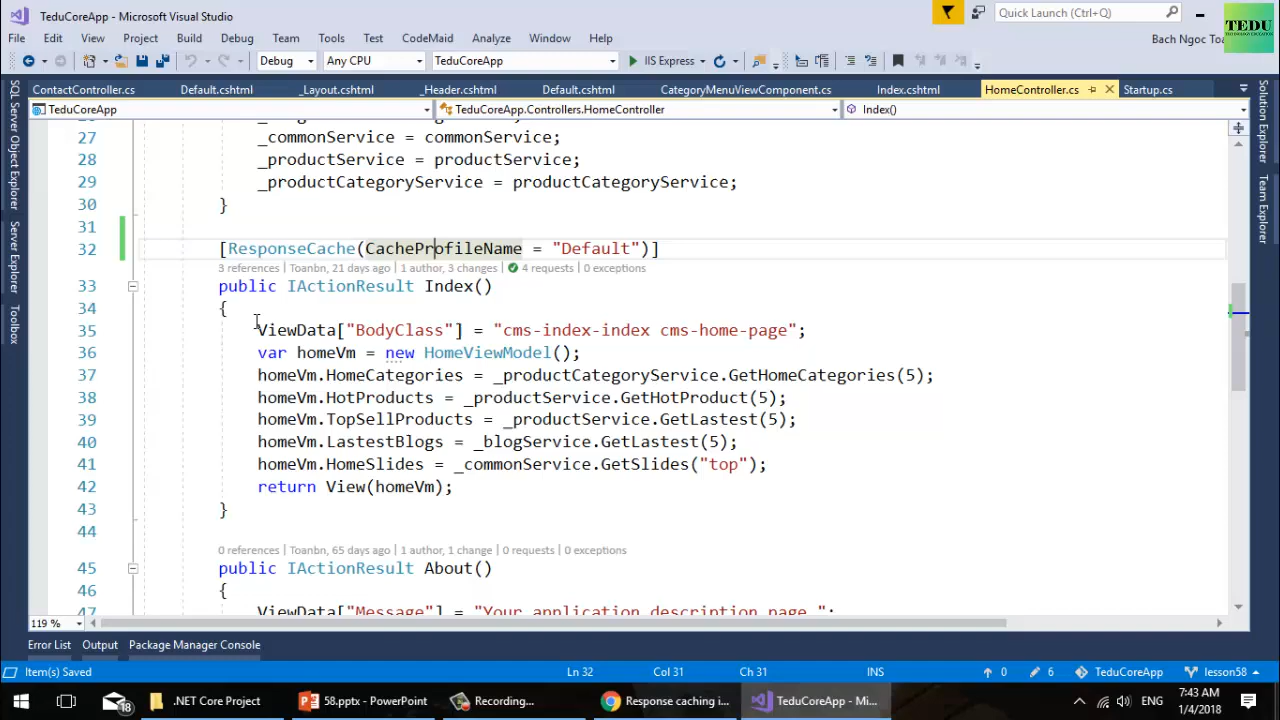 TeduCoreApp - Microsoft Visual Studio
Quick Launch (Ctrl+Q)
TEDU
File Edit View Project Build Debug Team Tools Test CodeMaid Analyze Window Help
Bach Ngoc Toa
Debug Any CPU TeduCoreApp IIS Express
ContactController.cs Default.cshtml _Layout.cshtml _Header.cshtml Default.cshtml CategoryMenuViewComponent.cs Index.cshtml HomeController.cs Startup.cs
TeduCoreApp TeduCoreApp.Controllers.HomeController Index()
SQL Server Object Explorer
Server Explorer
Toolbox
Solution Explorer
Team Explorer
27 _commonService = commonService;
28 _productService = productService;
29 _productCategoryService = productCategoryService;
30 }
31
32 [ResponseCache(CacheProfileName = "Default")]
3 references | Toanbn, 21 days ago | 1 author, 3 changes | 4 requests | 0 exceptions
33 public IActionResult Index()
34 {
35 ViewData["BodyClass"] = "cms-index-index cms-home-page";
36 var homeVm = new HomeViewModel();
37 homeVm.HomeCategories = _productCategoryService.GetHomeCategories(5);
38 homeVm.HotProducts = _productService.GetHotProduct(5);
39 homeVm.TopSellProducts = _productService.GetLastest(5);
40 homeVm.LastestBlogs = _blogService.GetLastest(5);
41 homeVm.HomeSlides = _commonService.GetSlides("top");
42 return View(homeVm);
43 }
44
0 references | Toanbn, 65 days ago | 1 author, 1 change | 0 requests | 0 exceptions
45 public IActionResult About()
46 {
47 ViewData["Message"] = "Your application description page.";
119 %
Error List Output Package Manager Console
Item(s) Saved Ln 32 Col 31 Ch 31 INS 0 6 TeduCoreApp lesson58
18 .NET Core Project 58.pptx - PowerPoint Recording... Response caching i... TeduCoreApp - Mi... ENG 7:43 AM
1/4/2018